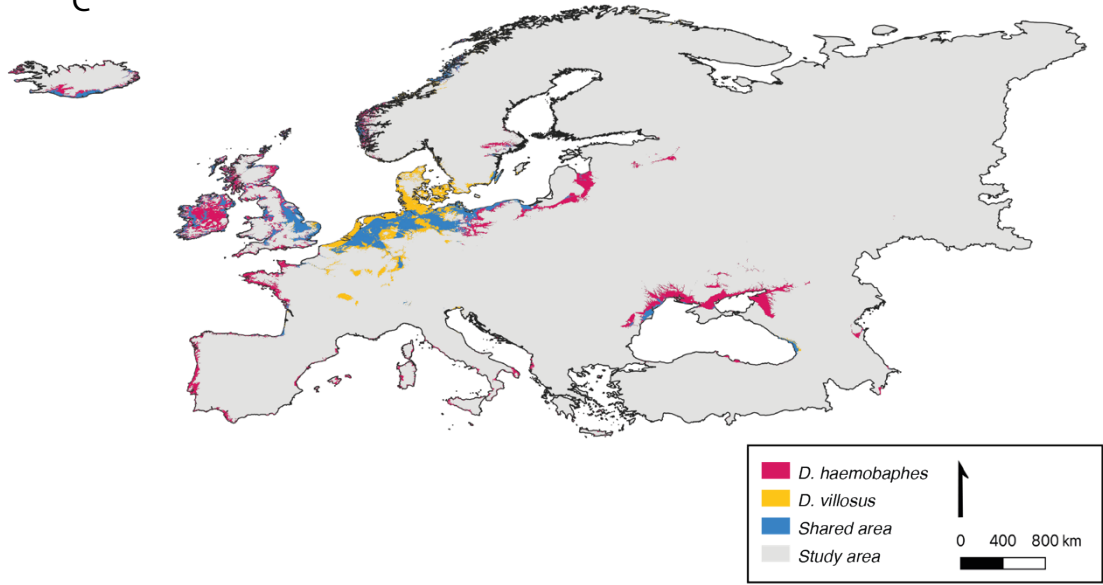 C
D. haemobaphes
D. villosus
Shared area
Study area
0 400 800 km